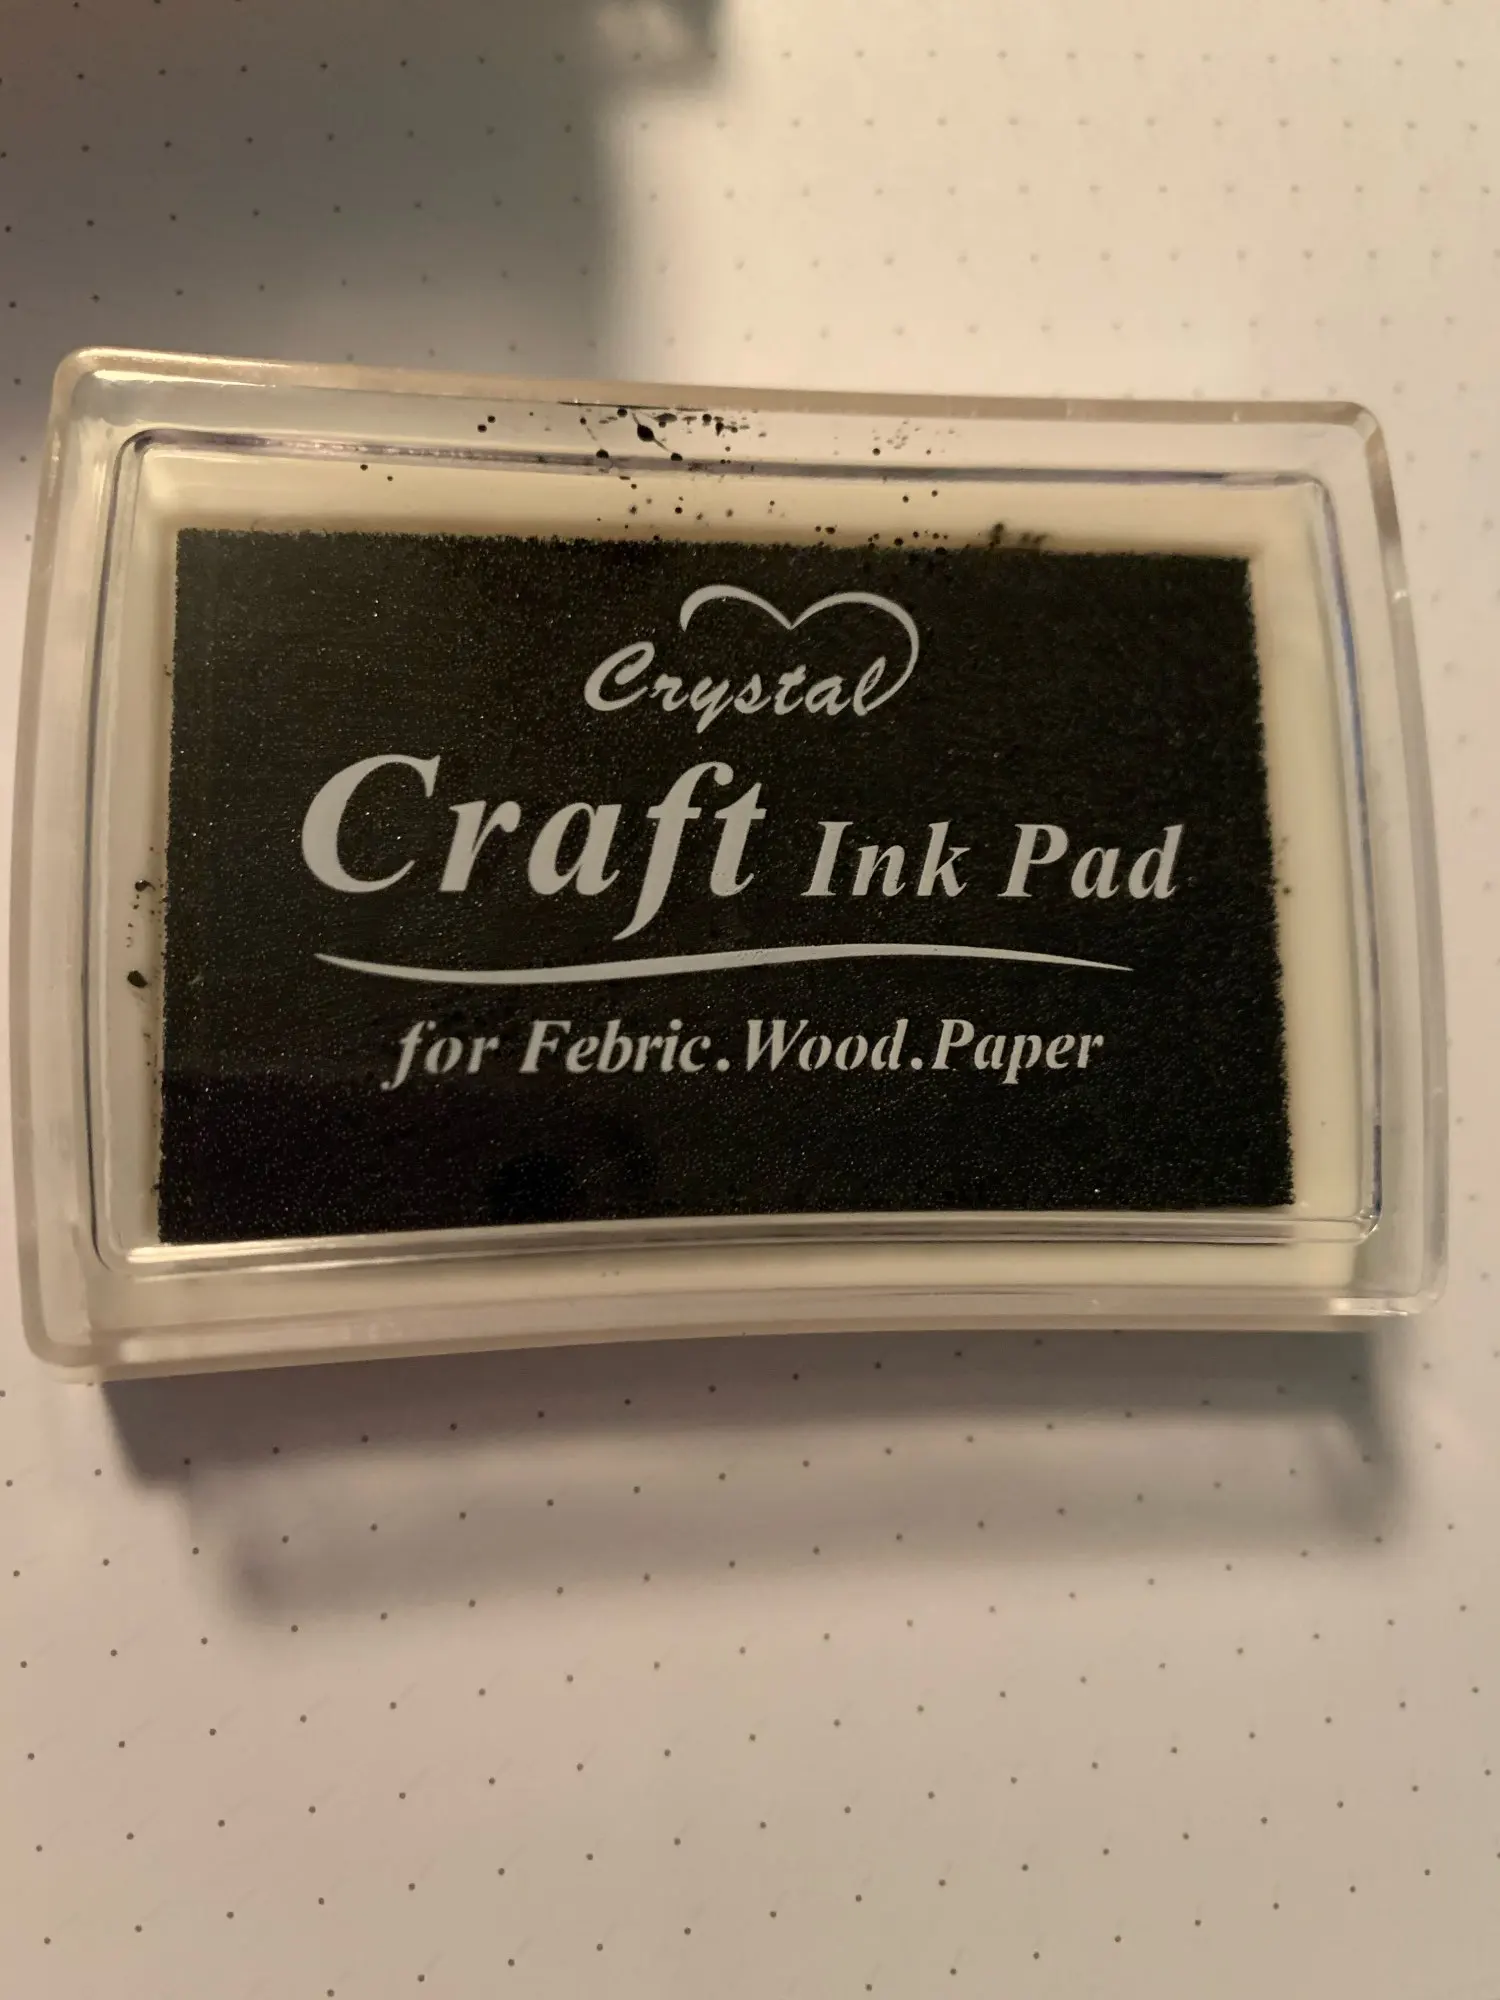 Crystal
Craft Ink Pad
for Febric.Wood.Paper